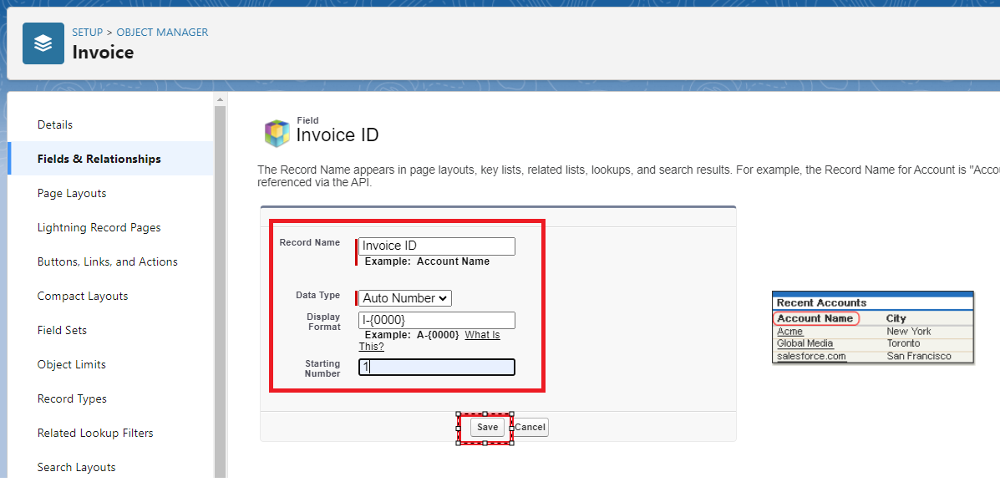 SETUP > OBJECT MANAGER
Invoice
Details
Fields & Relationships
Page Layouts
Lightning Record Pages
Buttons, Links, and Actions
Compact Layouts
Field Sets
Object Limits
Record Types
Related Lookup Filters
Search Layouts
Field
Invoice ID
The Record Name appears in page layouts, key lists, related lists, lookups, and search results. For example, the Record Name for Account is "Accou
referenced via the API.
Record Name Invoice ID
Example: Account Name
Data Type Auto Number
Display Format I-{0000}
Example: A-{0000} What Is
This?
Starting Number 1
Save Cancel
Recent Accounts
Account Name City
Acme New York
Global Media Toronto
salesforce.com San Francisco